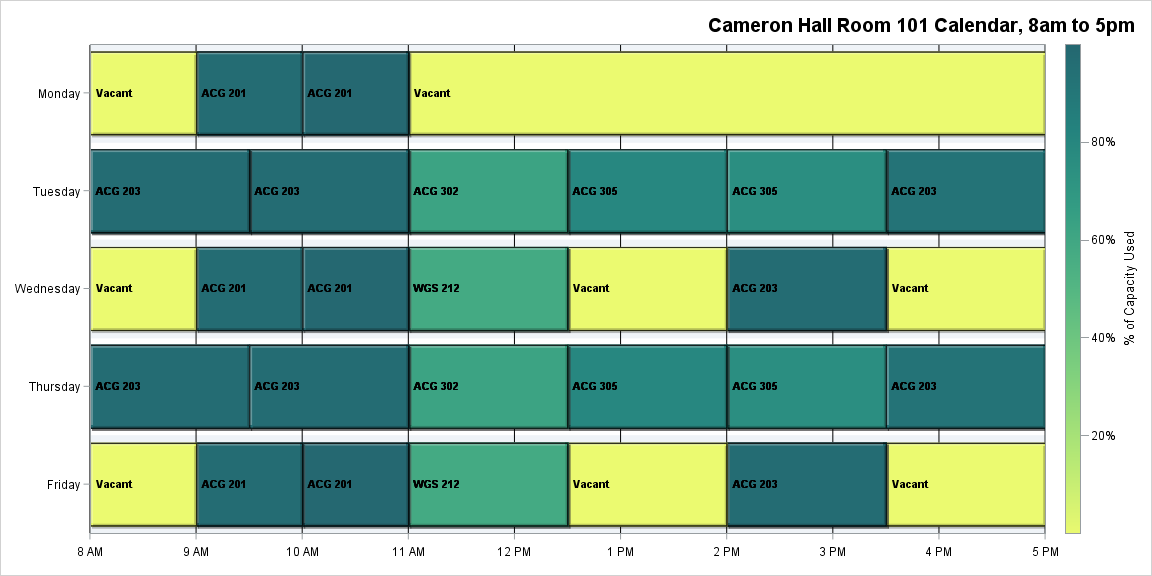 Cameron Hall Room 101 Calendar, 8am to 5pm
Monday Vacant ACG 201 ACG 201 Vacant
80%
Tuesday ACG 203 ACG 203 ACG 302 ACG 305 ACG 305 ACG 203
60%
% of Capacity Used
Wednesday Vacant ACG 201 ACG 201 WGS 212 Vacant ACG 203 Vacant
40%
Thursday ACG 203 ACG 203 ACG 302 ACG 305 ACG 305 ACG 203
20%
Friday Vacant ACG 201 ACG 201 WGS 212 Vacant ACG 203 Vacant
8 AM 9 AM 10 AM 11 AM 12 PM 1 PM 2 PM 3 PM 4 PM 5 PM